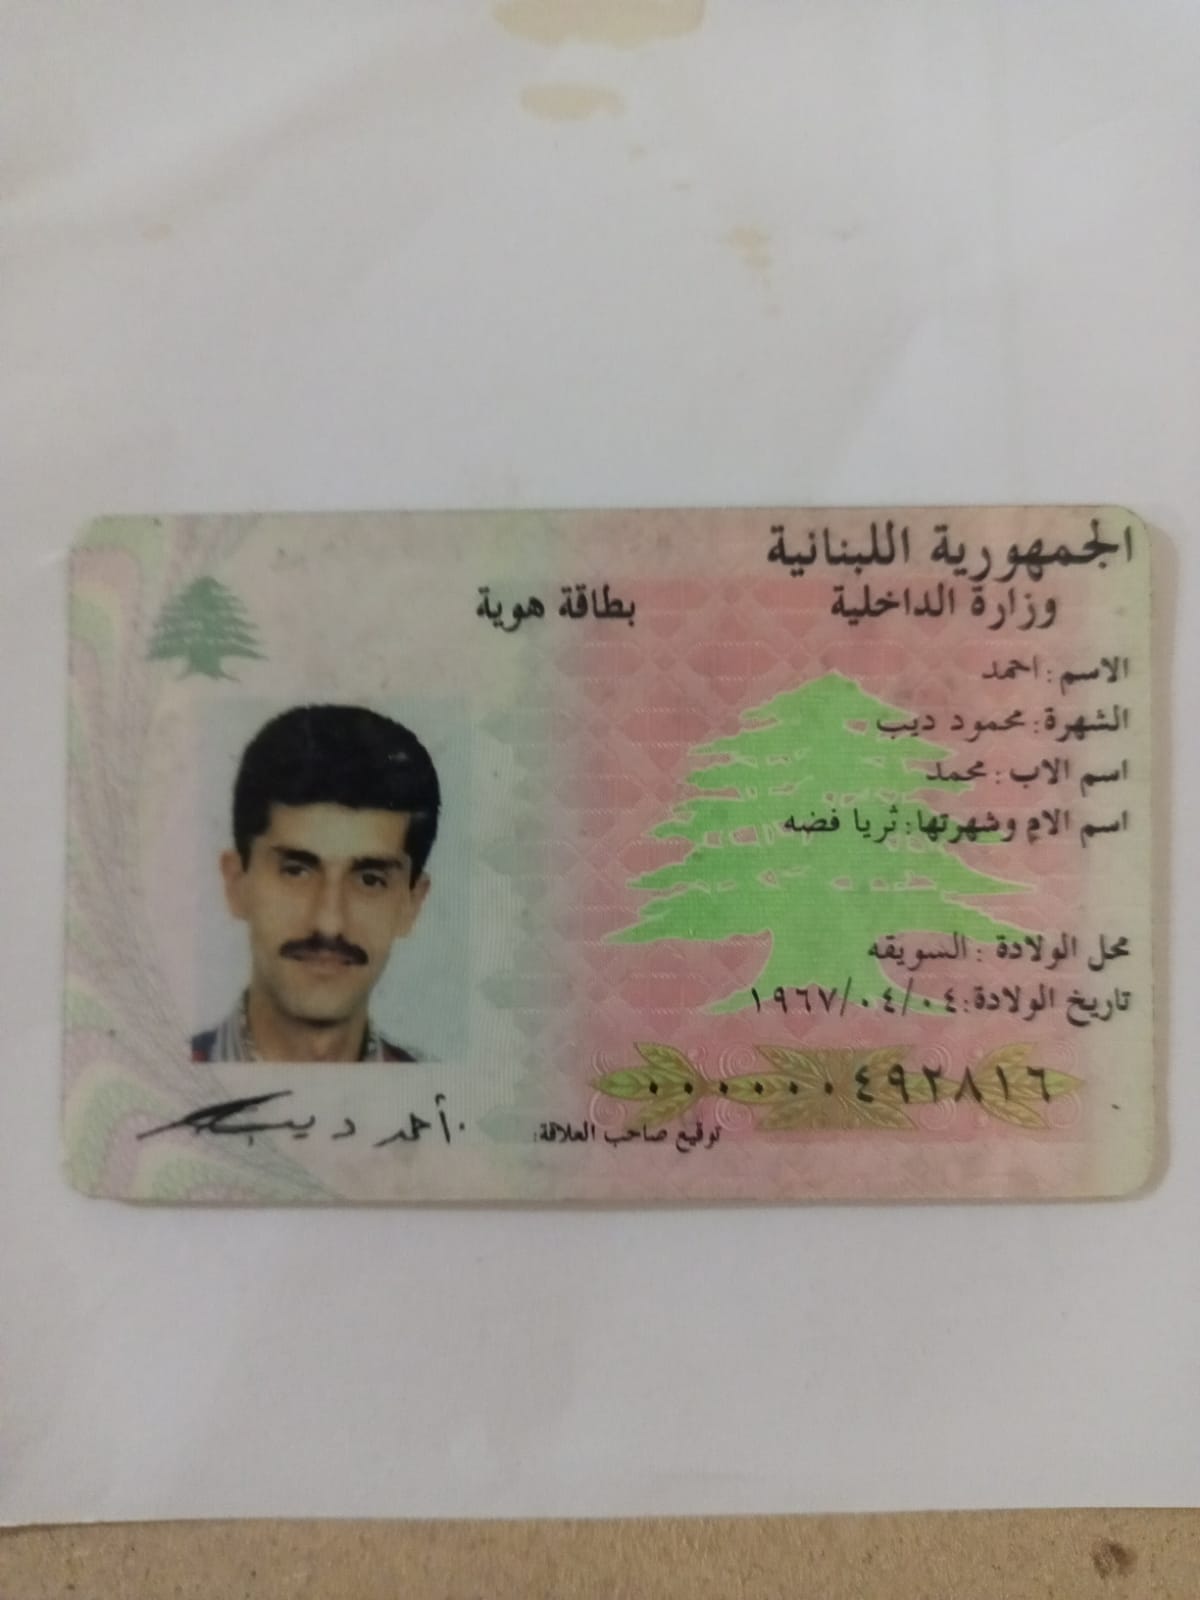 الجمهورية اللبنانية
وزارة الداخلية
بطاقة هوية
الاسم : احمد
الشهرة: محمود ديب
اسم الاب : محمد
اسم الام وشهرتها: ثريا فضه
محل الولادة : السويقه
تاريخ الولادة: ١٩٦٧/٠٤/٠٤
٠٠٠٠٠٠٤٩٢٨١٦
توقيع صاحب العلاقة:
أحمد ديب